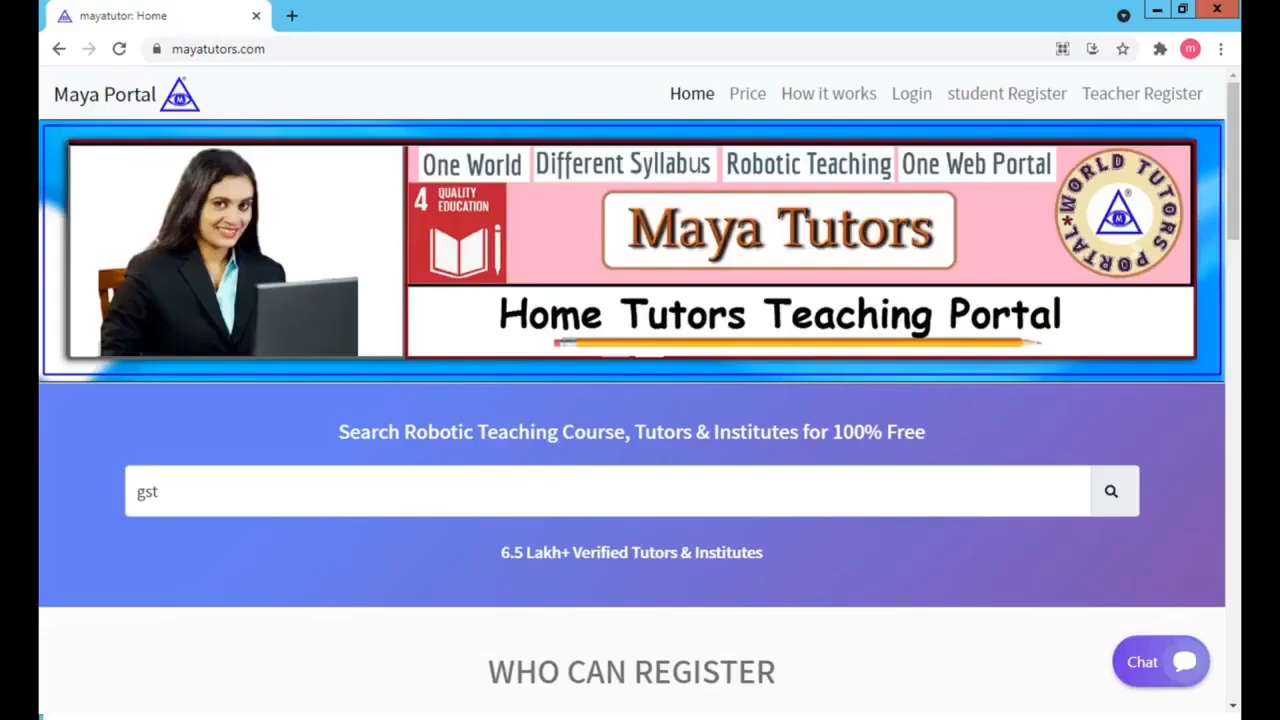 mayatutor: Home
mayatutors.com
m
Maya Portal
M
Home Price How it works Login student Register Teacher Register
One World Different Syllabus Robotic Teaching One Web Portal
4 QUALITY EDUCATION
Maya Tutors
WORLD TUTORS PORTAL
M
Home Tutors Teaching Portal
Search Robotic Teaching Course, Tutors & Institutes for 100% Free
gst
6.5 Lakh+ Verified Tutors & Institutes
WHO CAN REGISTER
Chat